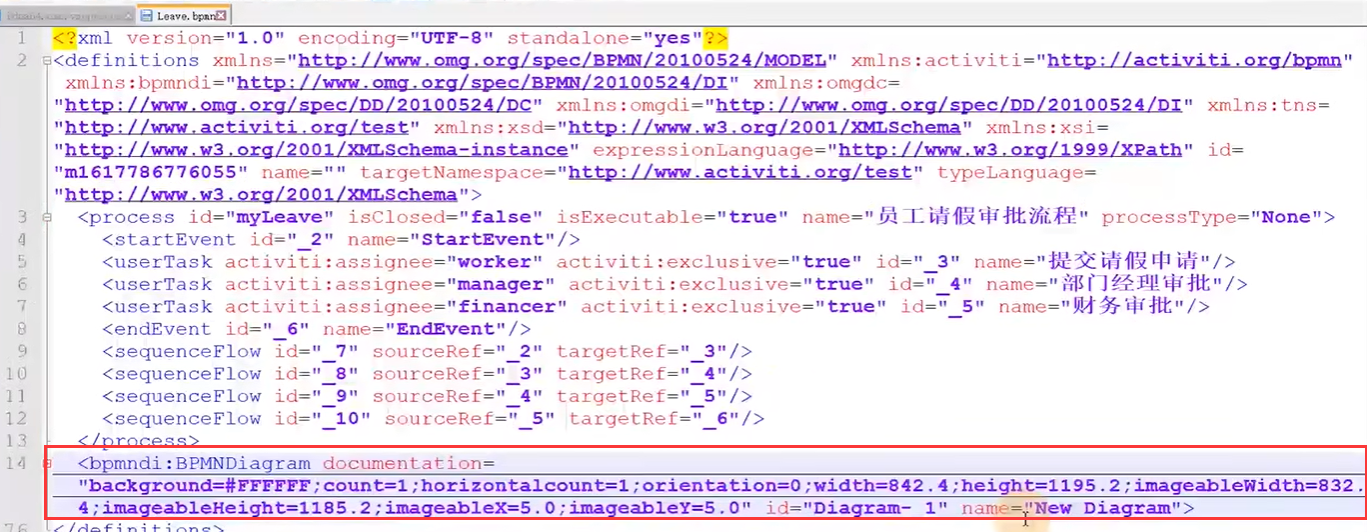 Leave.bpmn
1 <?xml version="1.0" encoding="UTF-8" standalone="yes"?>
2 <definitions xmlns="http://www.omg.org/spec/BPMN/20100524/MODEL" xmlns:activiti="http://activiti.org/bpmn"
xmlns:bpmndi="http://www.omg.org/spec/BPMN/20100524/DI" xmlns:omgdc=
"http://www.omg.org/spec/DD/20100524/DC" xmlns:omgdi="http://www.omg.org/spec/DD/20100524/DI" xmlns:tns=
"http://www.activiti.org/test" xmlns:xsd="http://www.w3.org/2001/XMLSchema" xmlns:xsi=
"http://www.w3.org/2001/XMLSchema-instance" expressionLanguage="http://www.w3.org/1999/XPath" id=
"m1617786776055" name="" targetNamespace="http://www.activiti.org/test" typeLanguage=
"http://www.w3.org/2001/XMLSchema">
3 <process id="myLeave" isClosed="false" isExecutable="true" name="员工请假审批流程" processType="None">
4 <startEvent id="_2" name="StartEvent"/>
5 <userTask activiti:assignee="worker" activiti:exclusive="true" id="_3" name="提交请假申请"/>
6 <userTask activiti:assignee="manager" activiti:exclusive="true" id="_4" name="部门经理审批"/>
7 <userTask activiti:assignee="financer" activiti:exclusive="true" id="_5" name="财务审批"/>
8 <endEvent id="_6" name="EndEvent"/>
9 <sequenceFlow id="_7" sourceRef="_2" targetRef="_3"/>
10 <sequenceFlow id="_8" sourceRef="_3" targetRef="_4"/>
11 <sequenceFlow id="_9" sourceRef="_4" targetRef="_5"/>
12 <sequenceFlow id="_10" sourceRef="_5" targetRef="_6"/>
13 </process>
14 <bpmndi:BPMNDiagram documentation=
"background=#FFFFFF;count=1;horizontalcount=1;orientation=0;width=842.4;height=1195.2;imageableWidth=832.
4;imageableHeight=1185.2;imageableX=5.0;imageableY=5.0" id="Diagram-_1" name="New Diagram">
76 </definitions>